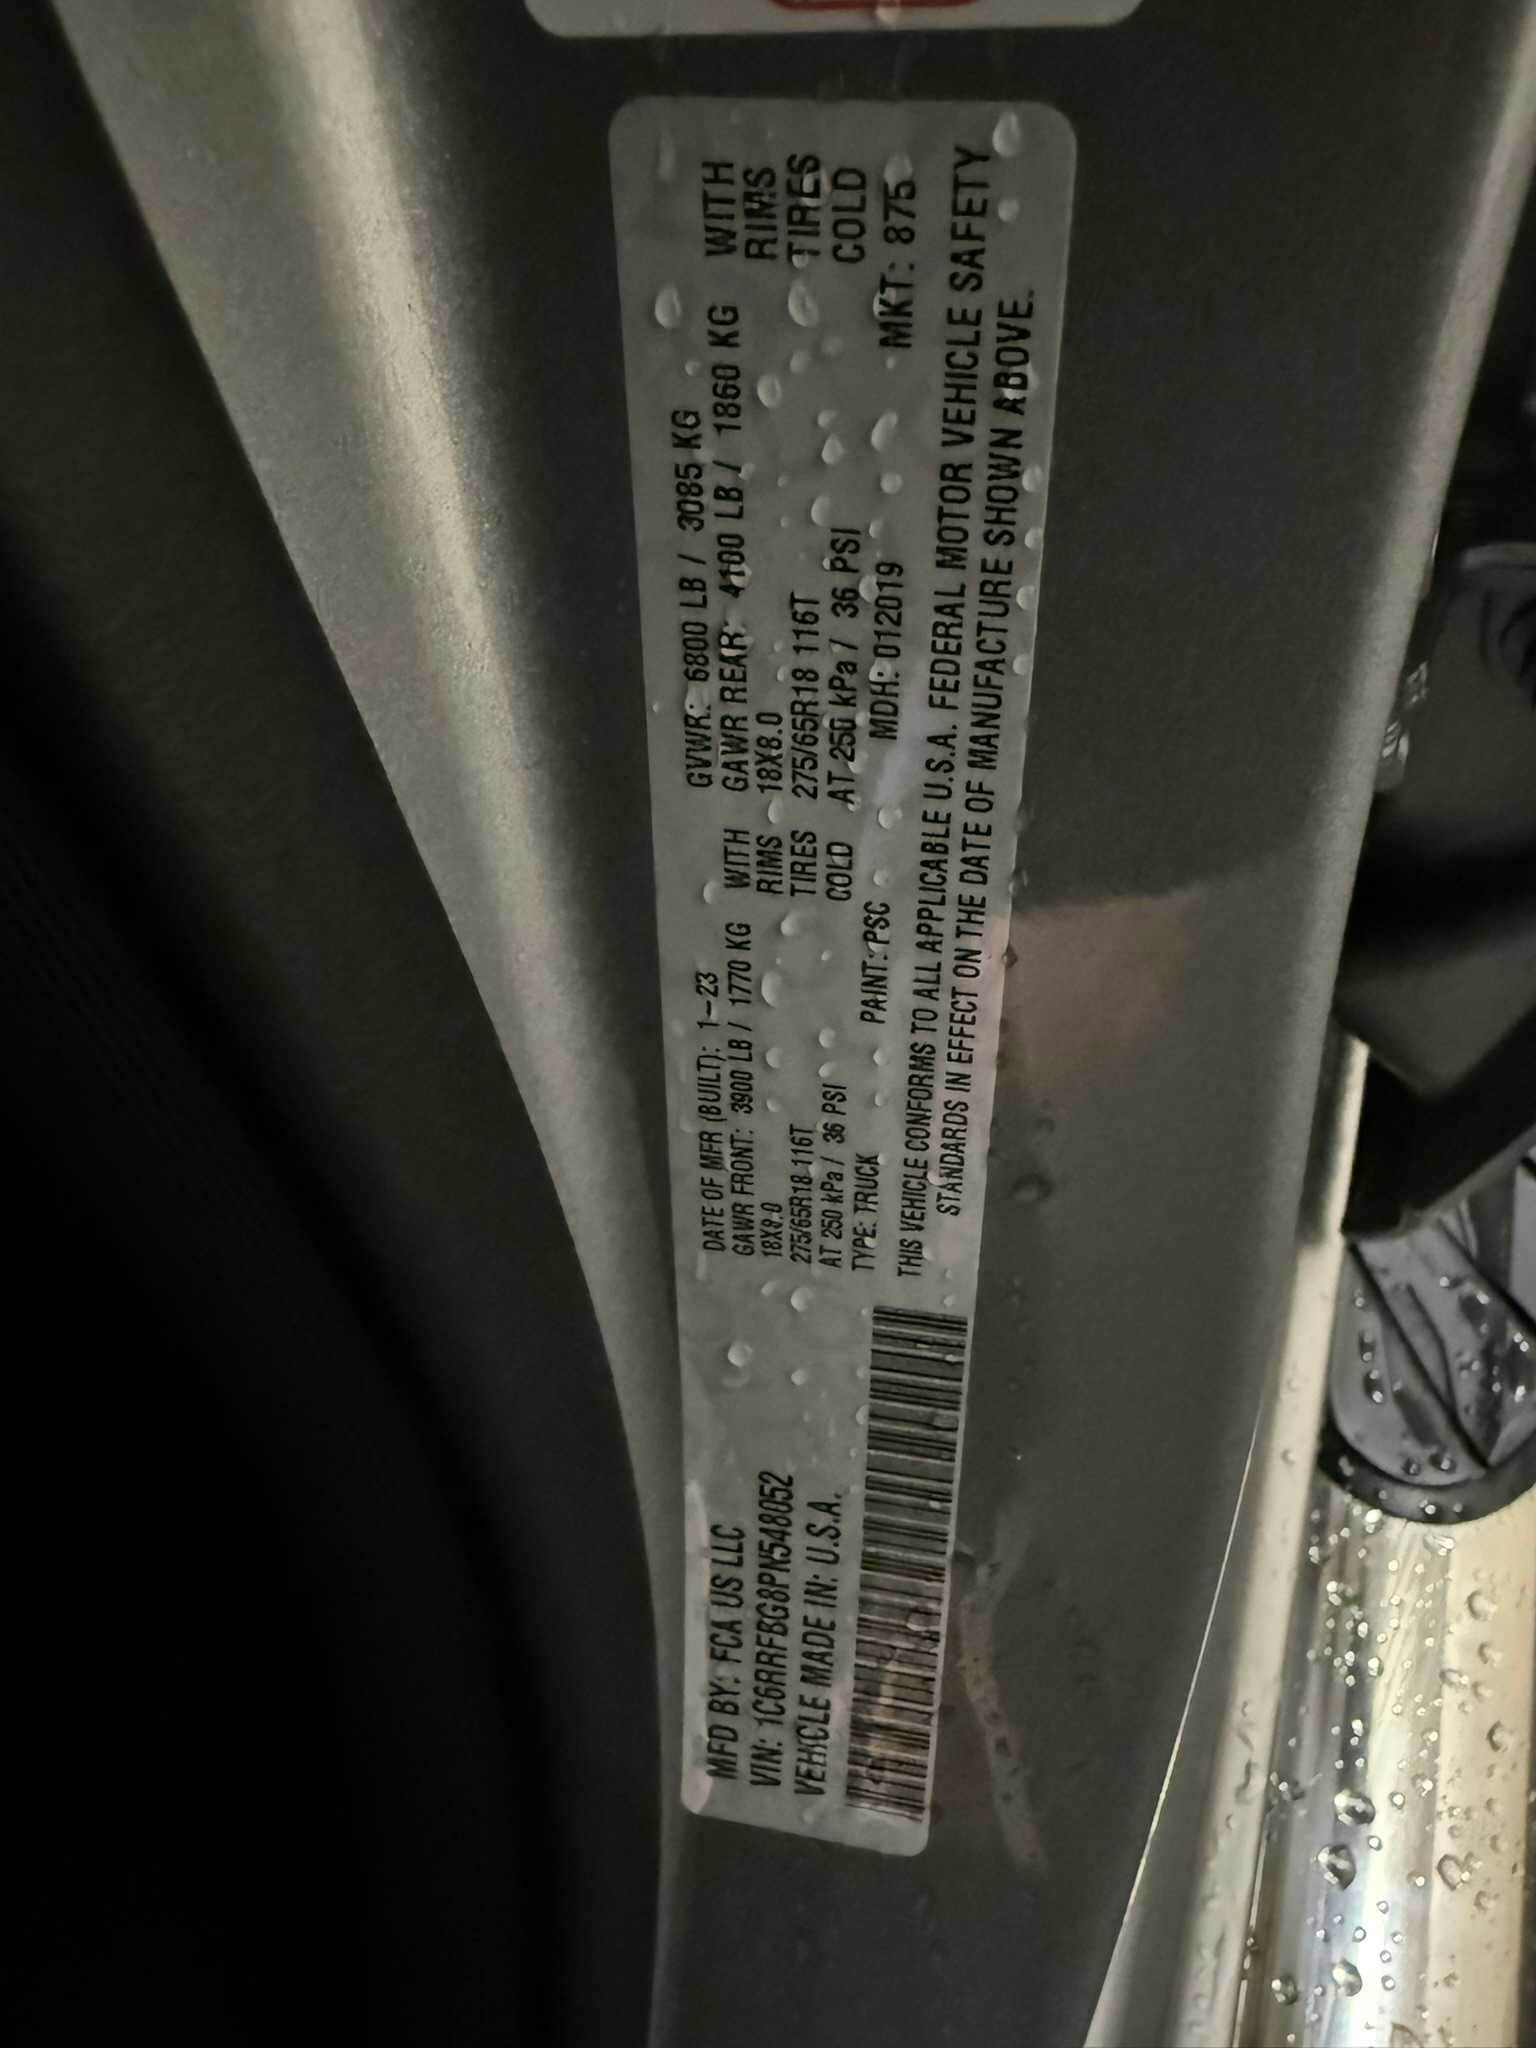 MFD BY: FCA US LLC
VIN: 1C6RRFBG8PN548052
VEHICLE MADE IN: U.S.A.
DATE OF MFR (BUILT): 1-23 GVWR: 6800 LB / 3085 KG
GAWR FRONT: 3900 LB / 1770 KG WITH GAWR REAR: 4100 LB / 1860 KG WITH
18X8.0 RIMS 18X8.0 RIMS
275/65R18 116T TIRES 275/65R18 116T TIRES
AT 250 kPa / 36 PSI COLD AT 250 kPa / 36 PSI COLD
TYPE: TRUCK PAINT: PSC MDH: 012019 MKT: 875
THIS VEHICLE CONFORMS TO ALL APPLICABLE U.S.A. FEDERAL MOTOR VEHICLE SAFETY
STANDARDS IN EFFECT ON THE DATE OF MANUFACTURE SHOWN ABOVE.